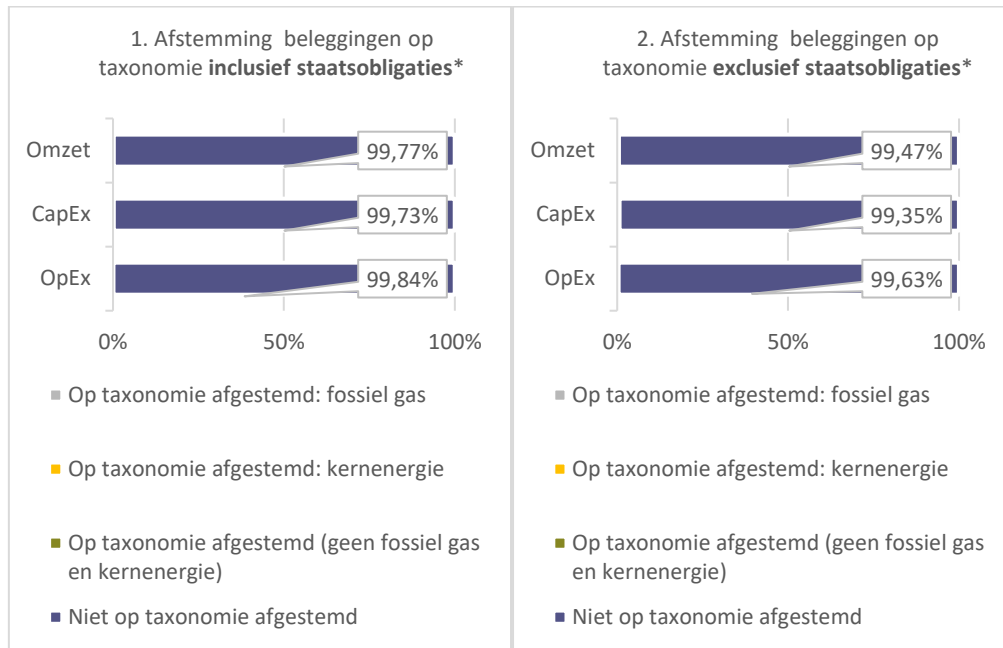 1. Afstemming beleggingen op
taxonomie inclusief staatsobligaties*
Omzet
99,77%
CapEx
99,73%
OpEx
99,84%
0%
50%
100%
Op taxonomie afgestemd: fossiel gas
Op taxonomie afgestemd: kernenergie
Op taxonomie afgestemd (geen fossiel gas
en kernenergie)
Niet op taxonomie afgestemd
2. Afstemming beleggingen op
taxonomie exclusief staatsobligaties*
Omzet
99,47%
CapEx
99,35%
OpEx
99,63%
0%
50%
100%
Op taxonomie afgestemd: fossiel gas
Op taxonomie afgestemd: kernenergie
Op taxonomie afgestemd (geen fossiel gas
en kernenergie)
Niet op taxonomie afgestemd